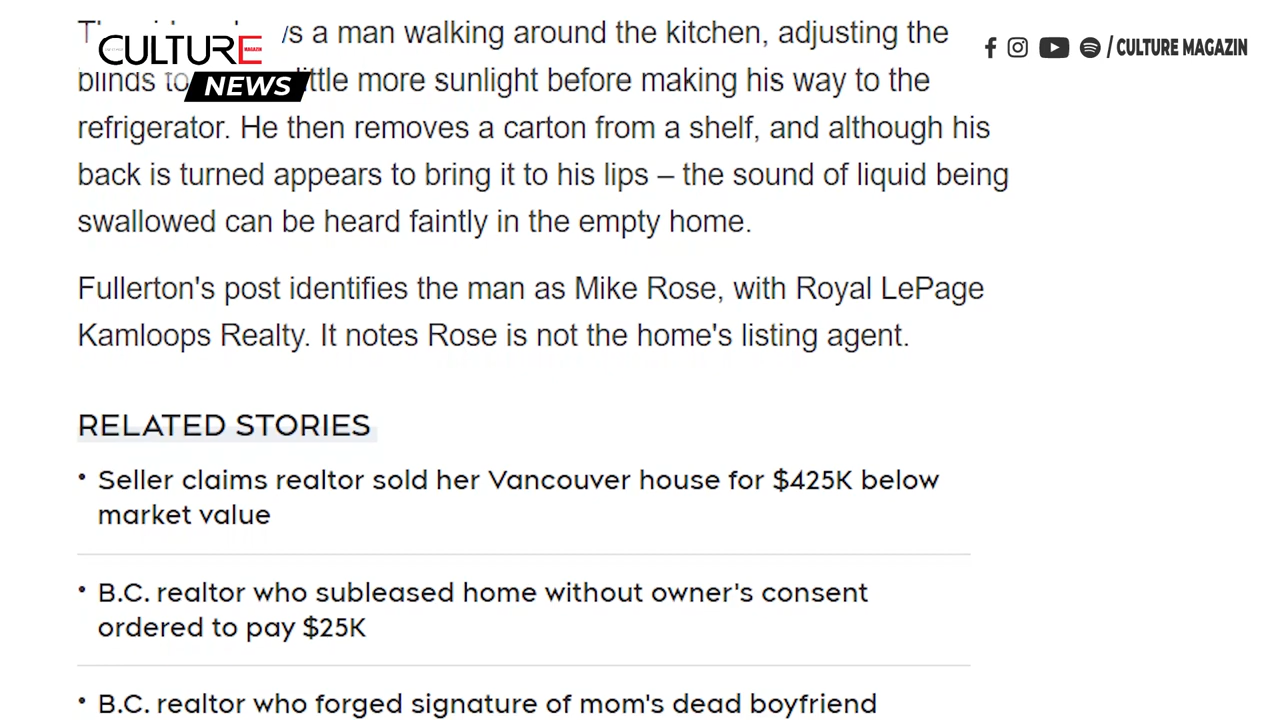 CULTURE
MAGAZIN
NEWS
/ CULTURE MAGAZIN
a man walking around the kitchen, adjusting the
blinds to more sunlight before making his way to the
refrigerator. He then removes a carton from a shelf, and although his
back is turned appears to bring it to his lips – the sound of liquid being
swallowed can be heard faintly in the empty home.
Fullerton's post identifies the man as Mike Rose, with Royal LePage
Kamloops Realty. It notes Rose is not the home's listing agent.
RELATED STORIES
• Seller claims realtor sold her Vancouver house for $425K below
market value
• B.C. realtor who subleased home without owner's consent
ordered to pay $25K
• B.C. realtor who forged signature of mom's dead boyfriend